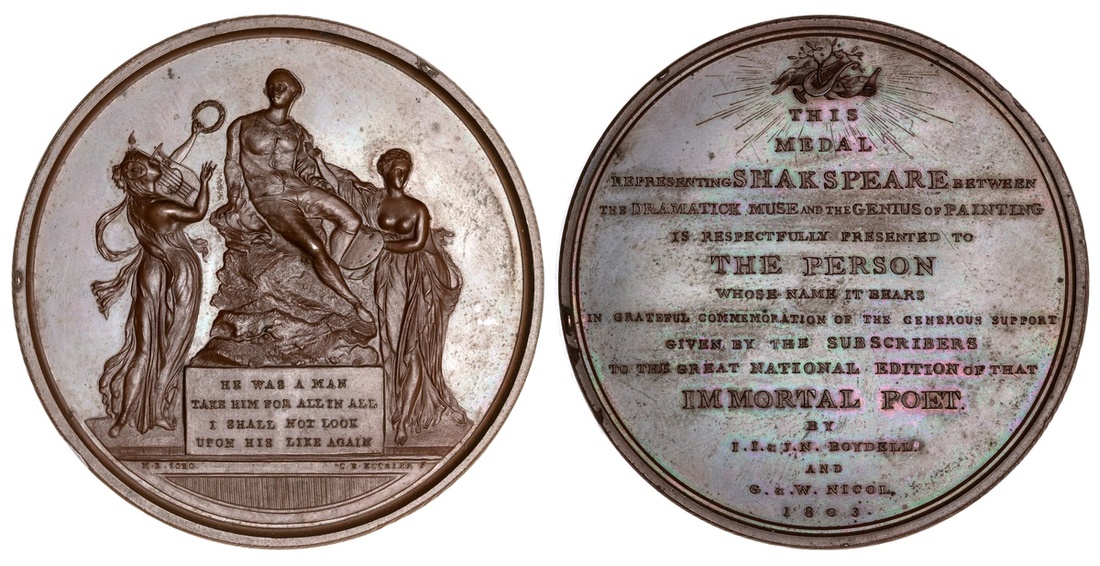 HE WAS A MAN
TAKE HIM FOR ALL IN ALL
I SHALL NOT LOOK
UPON HIS LIKE AGAIN
M.B. SOHO.
C.H. KUCHLER F.
THIS
MEDAL
REPRESENTING SHAKSPEARE BETWEEN
THE DRAMATICK MUSE AND THE GENIUS OF PAINTING
IS RESPECTFULLY PRESENTED TO
THE PERSON
WHOSE NAME IT BEARS
IN GRATEFUL COMMEMORATION OF THE GENEROUS SUPPORT
GIVEN BY THE SUBSCRIBERS
TO THE GREAT NATIONAL EDITION OF THAT
IMMORTAL POET.
BY
I. I. & J. N. BOYDELL.
AND
G. & W. NICOL.
1803.